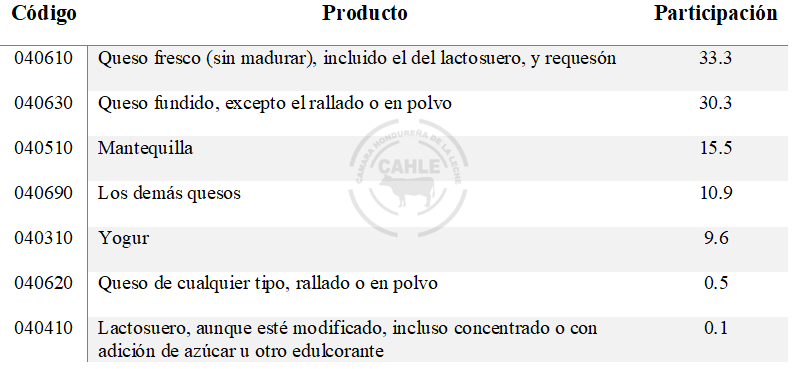 Código Producto Participación
040610 Queso fresco (sin madurar), incluido el del lactosuero, y requesón 33.3
040630 Queso fundido, excepto el rallado o en polvo 30.3
040510 Mantequilla 15.5
040690 Los demás quesos 10.9
040310 Yogur 9.6
040620 Queso de cualquier tipo, rallado o en polvo 0.5
040410 Lactosuero, aunque esté modificado, incluso concentrado o con 0.1
adición de azúcar u otro edulcorante
CAMARA HONDUREÑA DE LA LECHE
CAHLE